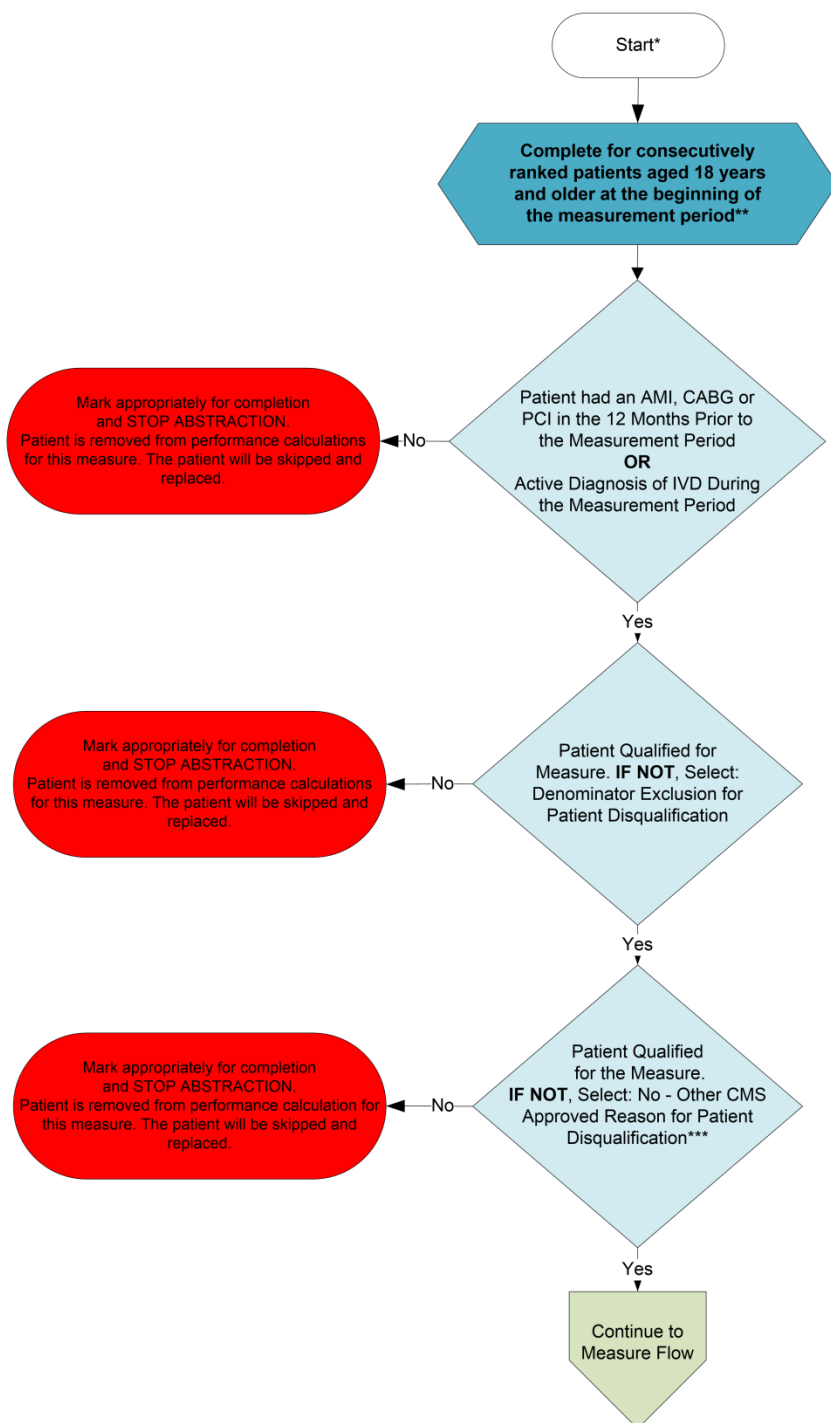 Start*
Complete for consecutively
ranked patients aged 18 years
and older at the beginning of
the measurement period**
Patient had an AMI, CABG or
PCI in the 12 Months Prior to
the Measurement Period
OR
Active Diagnosis of IVD During
the Measurement Period
No
Mark appropriately for completion
and STOP ABSTRACTION.
Patient is removed from performance calculations
for this measure. The patient will be skipped and
replaced.
Yes
Patient Qualified for
Measure. IF NOT, Select:
Denominator Exclusion for
Patient Disqualification
No
Mark appropriately for completion
and STOP ABSTRACTION.
Patient is removed from performance calculations
for this measure. The patient will be skipped and
replaced.
Yes
Patient Qualified
for the Measure.
IF NOT, Select: No - Other CMS
Approved Reason for Patient
Disqualification***
No
Mark appropriately for completion
and STOP ABSTRACTION.
Patient is removed from performance calculation for
this measure. The patient will be skipped and
replaced.
Yes
Continue to
Measure Flow